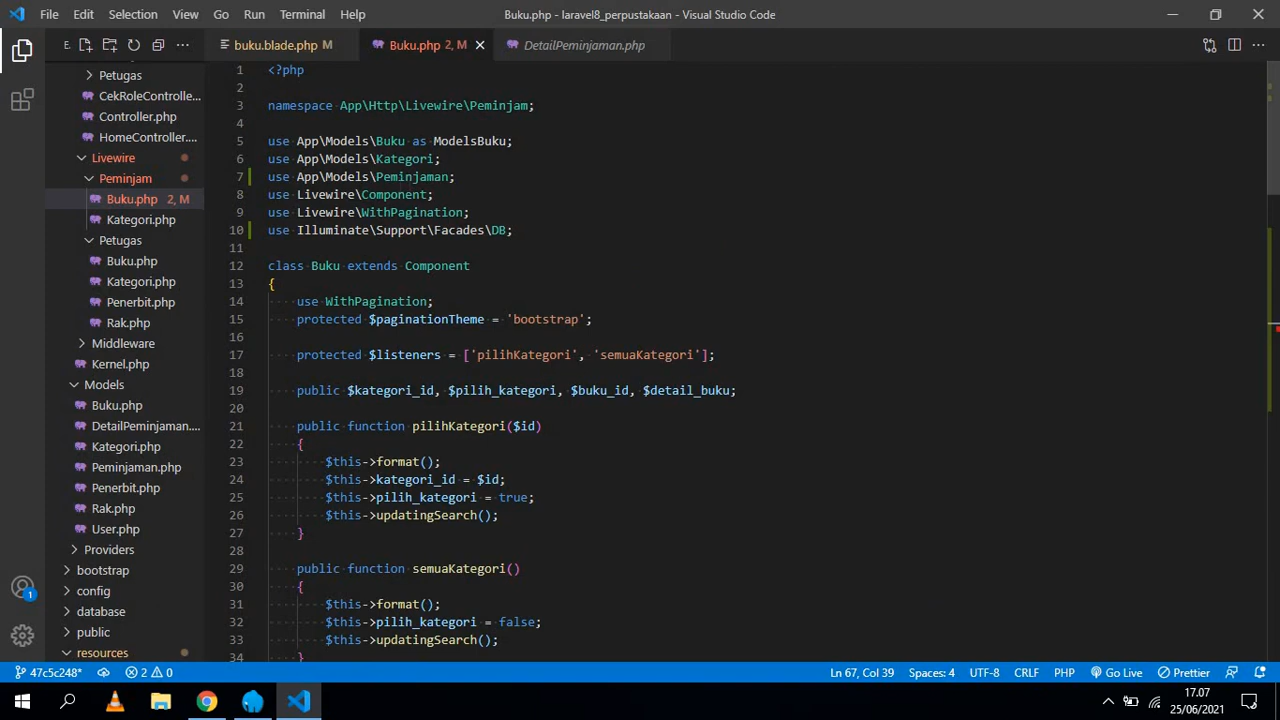 File Edit Selection View Go Run Terminal Help
Buku.php - laravel8_perpustakaan - Visual Studio Code
E.
buku.blade.php M
Buku.php 2, M
DetailPeminjaman.php
Petugas
CekRoleControlle...
Controller.php
HomeController....
Livewire
Peminjam
Buku.php 2, M
Kategori.php
Petugas
Buku.php
Kategori.php
Penerbit.php
Rak.php
Middleware
Kernel.php
Models
Buku.php
DetailPeminjaman....
Kategori.php
Peminjaman.php
Penerbit.php
Rak.php
User.php
Providers
bootstrap
config
database
public
resources
1 <?php
2
3 namespace App\Http\Livewire\Peminjam;
4
5 use App\Models\Buku as ModelsBuku;
6 use App\Models\Kategori;
7 use App\Models\Peminjaman;
8 use Livewire\Component;
9 use Livewire\WithPagination;
10 use Illuminate\Support\Facades\DB;
11
12 class Buku extends Component
13 {
14 use WithPagination;
15 protected $paginationTheme = 'bootstrap';
16
17 protected $listeners = ['pilihKategori', 'semuaKategori'];
18
19 public $kategori_id, $pilih_kategori, $buku_id, $detail_buku;
20
21 public function pilihKategori($id)
22 {
23 $this->format();
24 $this->kategori_id = $id;
25 $this->pilih_kategori = true;
26 $this->updatingSearch();
27 }
28
29 public function semuaKategori()
30 {
31 $this->format();
32 $this->pilih_kategori = false;
33 $this->updatingSearch();
34 }
1
47c5c248* 2 0
Ln 67, Col 39 Spaces: 4 UTF-8 CRLF PHP Go Live Prettier
17.07
25/06/2021